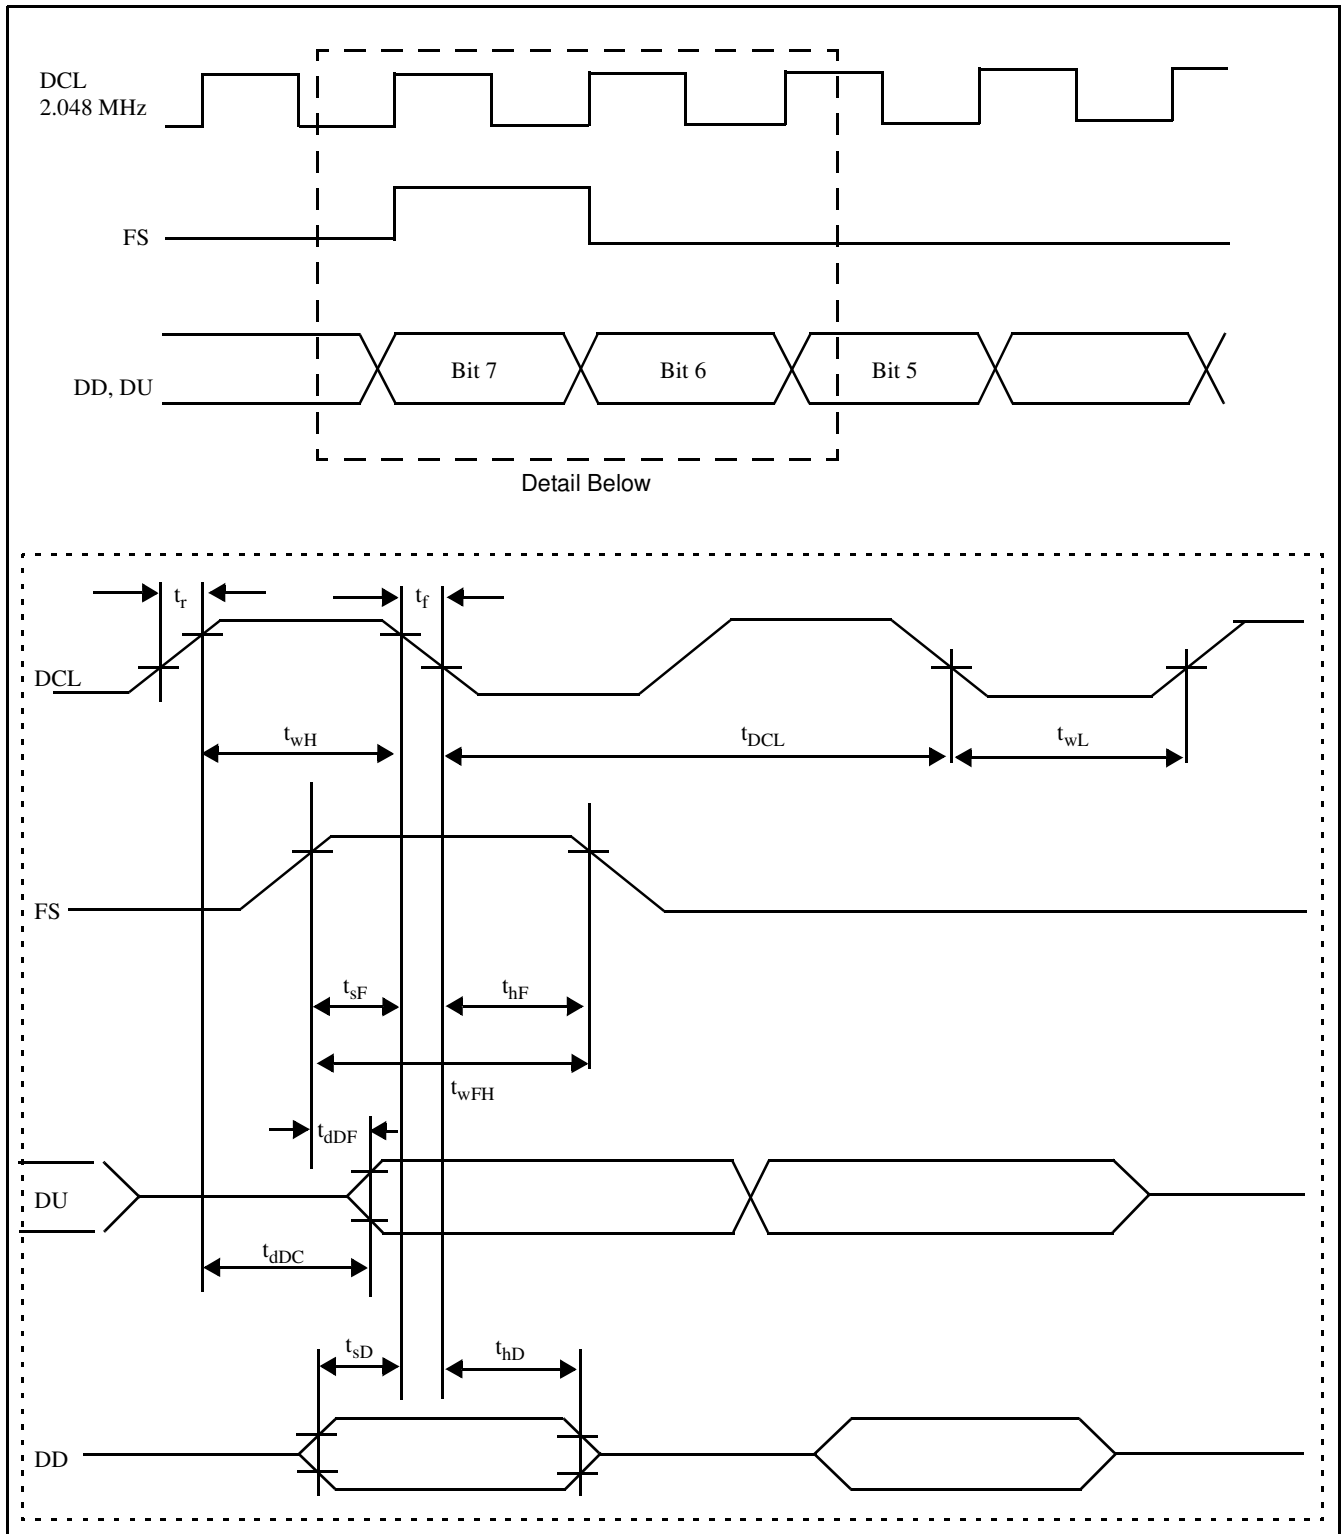 DCL
2.048 MHz
FS
Bit 7 Bit 6 Bit 5
DD, DU
Detail Below
tr tf
DCL
twH tDCL twL
FS
tsF thF
twFH
tdDF
DU
tdDC
tsD thD
DD